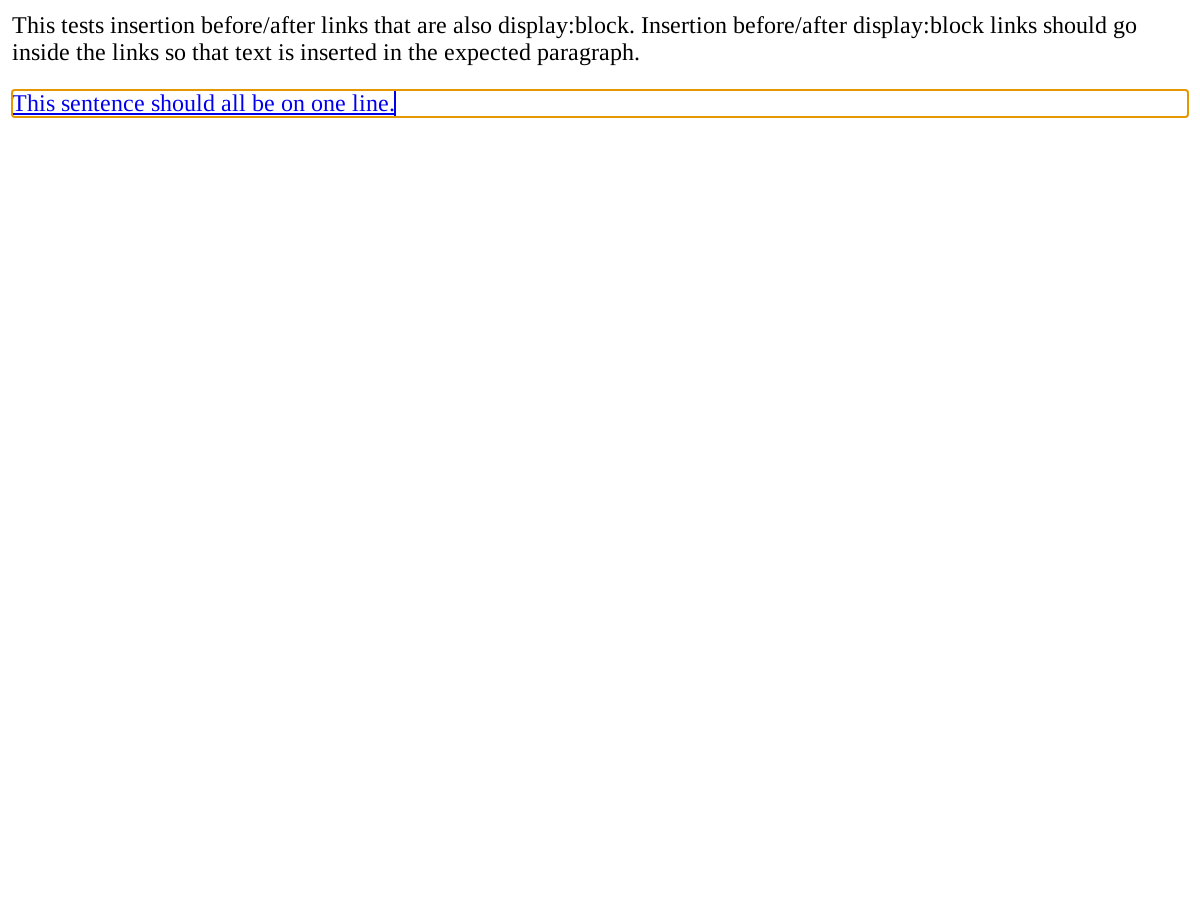 This tests insertion before/after links that are also display:block. Insertion before/after display:block links should go
inside the links so that text is inserted in the expected paragraph.
This sentence should all be on one line.